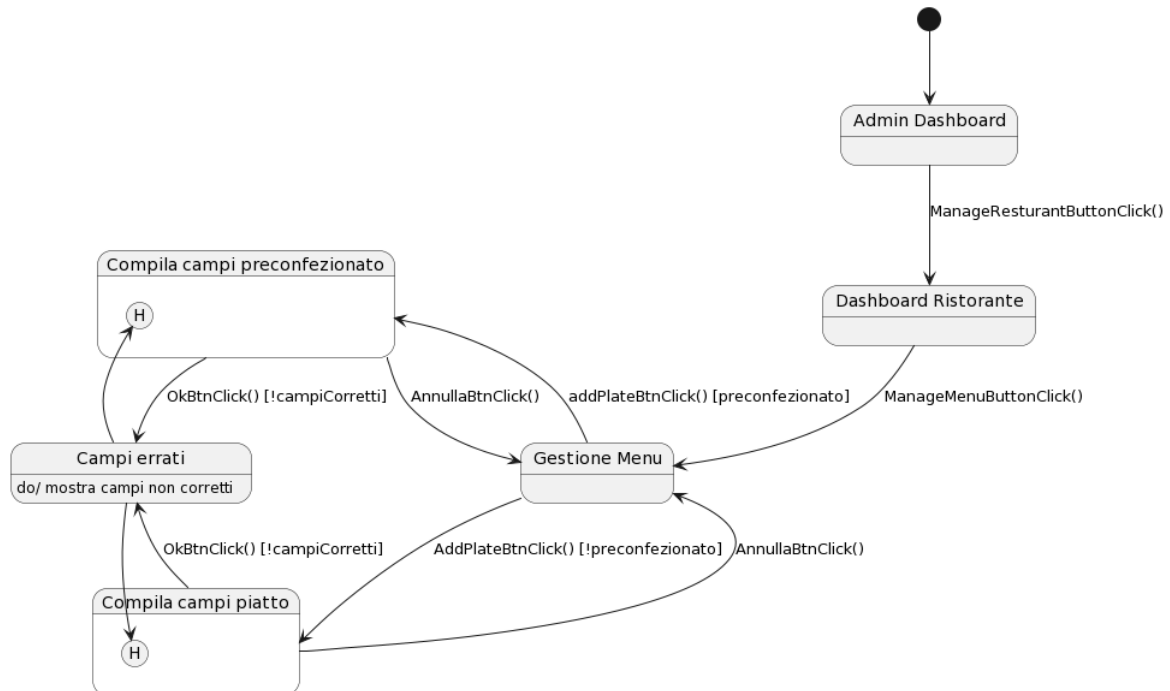 Admin Dashboard
ManageResturantButtonClick()
Compila campi preconfezionato
H
Dashboard Ristorante
OkBtnClick() [!campiCorretti]
AnnullaBtnClick()
addPlateBtnClick() [preconfezionato]
ManageMenuButtonClick()
Campi errati
do/ mostra campi non corretti
Gestione Menu
OkBtnClick() [!campiCorretti]
AddPlateBtnClick() [!preconfezionato]
AnnullaBtnClick()
Compila campi piatto
H